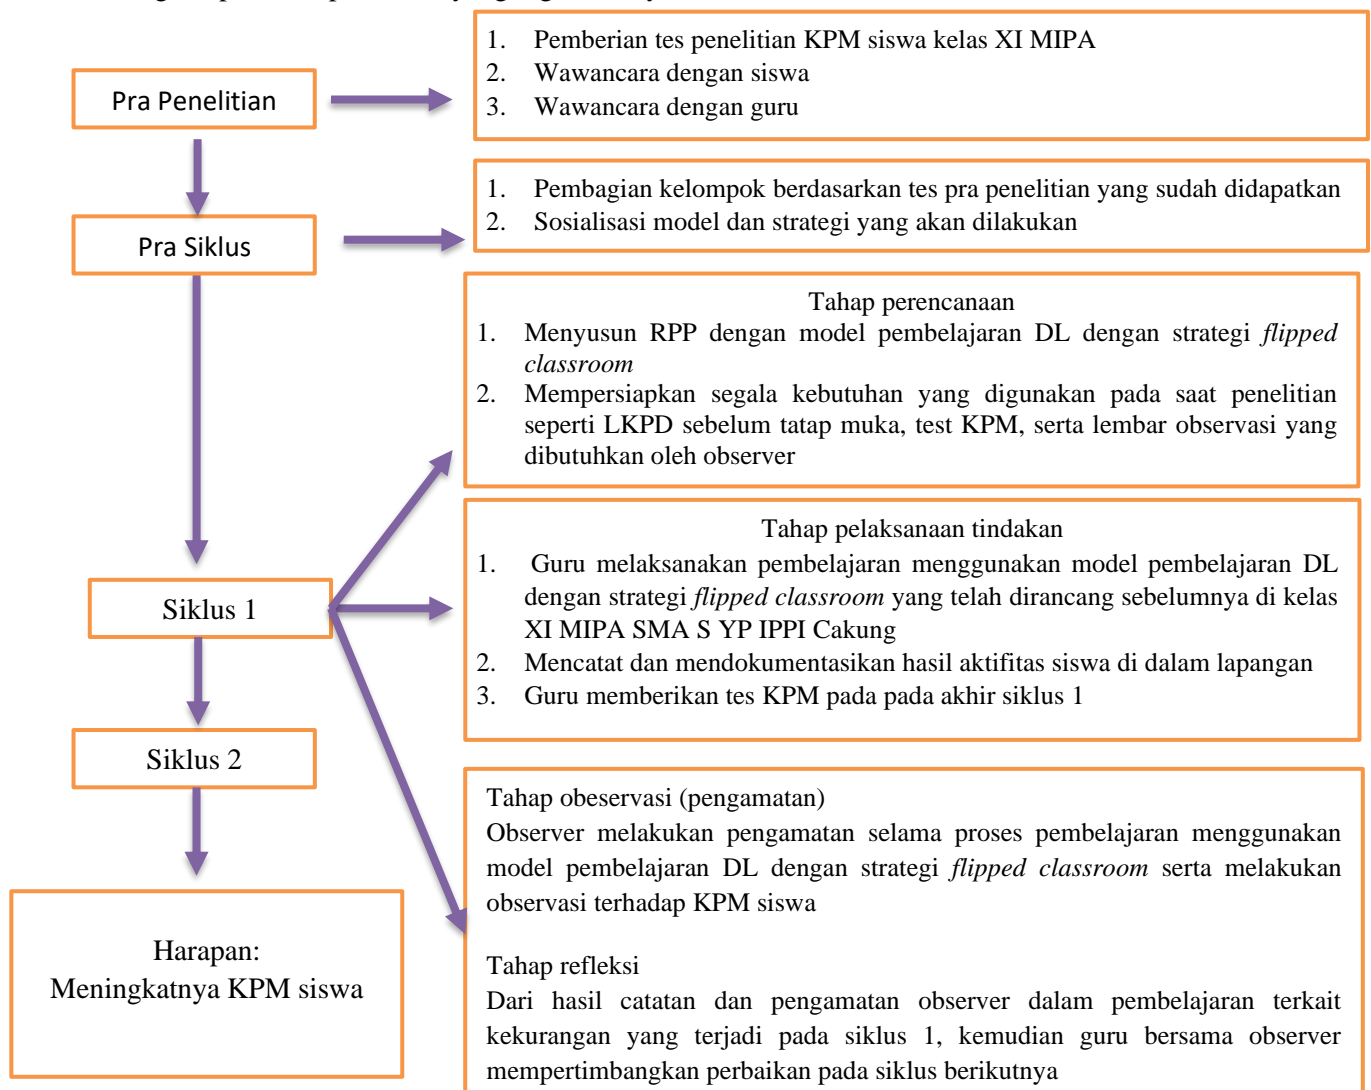 1. Pemberian tes penelitian KPM siswa kelas XI MIPA
2. Wawancara dengan siswa
3. Wawancara dengan guru
Pra Penelitian
1. Pembagian kelompok berdasarkan tes pra penelitian yang sudah didapatkan
2. Sosialisasi model dan strategi yang akan dilakukan
Pra Siklus
Tahap perencanaan
1. Menyusun RPP dengan model pembelajaran DL dengan strategi flipped
classroom
2. Mempersiapkan segala kebutuhan yang digunakan pada saat penelitian
seperti LKPD sebelum tatap muka, test KPM, serta lembar observasi yang
dibutuhkan oleh observer
Tahap pelaksanaan tindakan
1. Guru melaksanakan pembelajaran menggunakan model pembelajaran DL
dengan strategi flipped classroom yang telah dirancang sebelumnya di kelas
XI MIPA SMA S YP IPPI Cakung
2. Mencatat dan mendokumentasikan hasil aktifitas siswa di dalam lapangan
3. Guru memberikan tes KPM pada pada akhir siklus 1
Siklus 1
Siklus 2
Tahap obeservasi (pengamatan)
Observer melakukan pengamatan selama proses pembelajaran menggunakan
model pembelajaran DL dengan strategi flipped classroom serta melakukan
observasi terhadap KPM siswa
Tahap refleksi
Dari hasil catatan dan pengamatan observer dalam pembelajaran terkait
kekurangan yang terjadi pada siklus 1, kemudian guru bersama observer
mempertimbangkan perbaikan pada siklus berikutnya
Harapan:
Meningkatnya KPM siswa